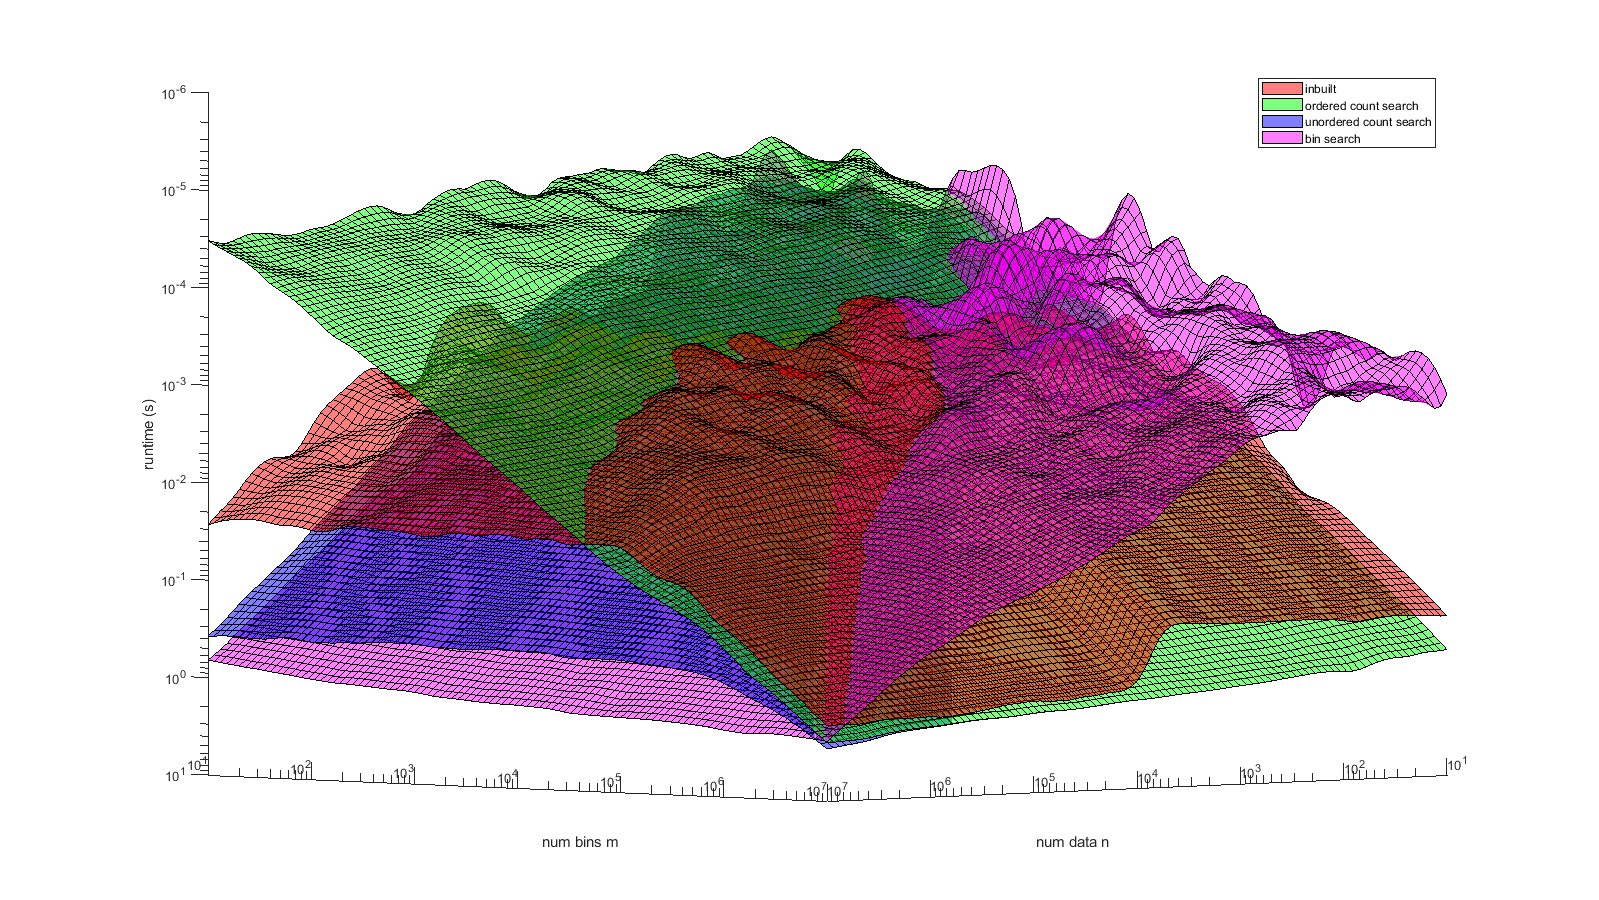 inbuilt
ordered count search
unordered count search
bin search
10^-6
10^-5
10^-4
10^-3
10^-2
10^-1
10^0
10^1
runtime (s)
10^1 10^2 10^3 10^4 10^5 10^6 10^7 10^7 10^6 10^5 10^4 10^3 10^2 10^1
num bins m num data n